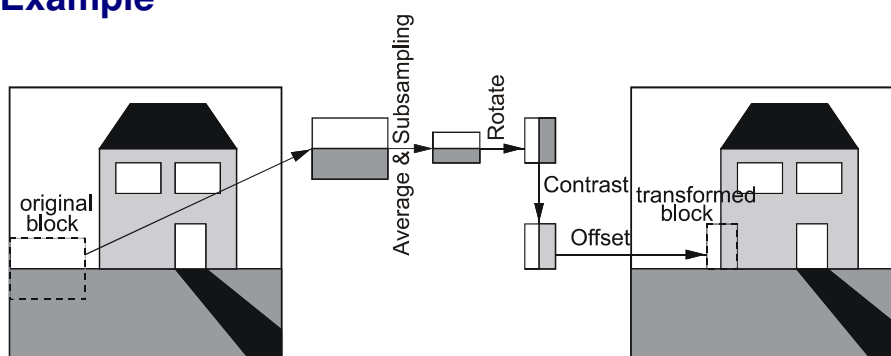 Example
original
block
Average & Subsampling
Rotate
Contrast
Offset
transformed
block